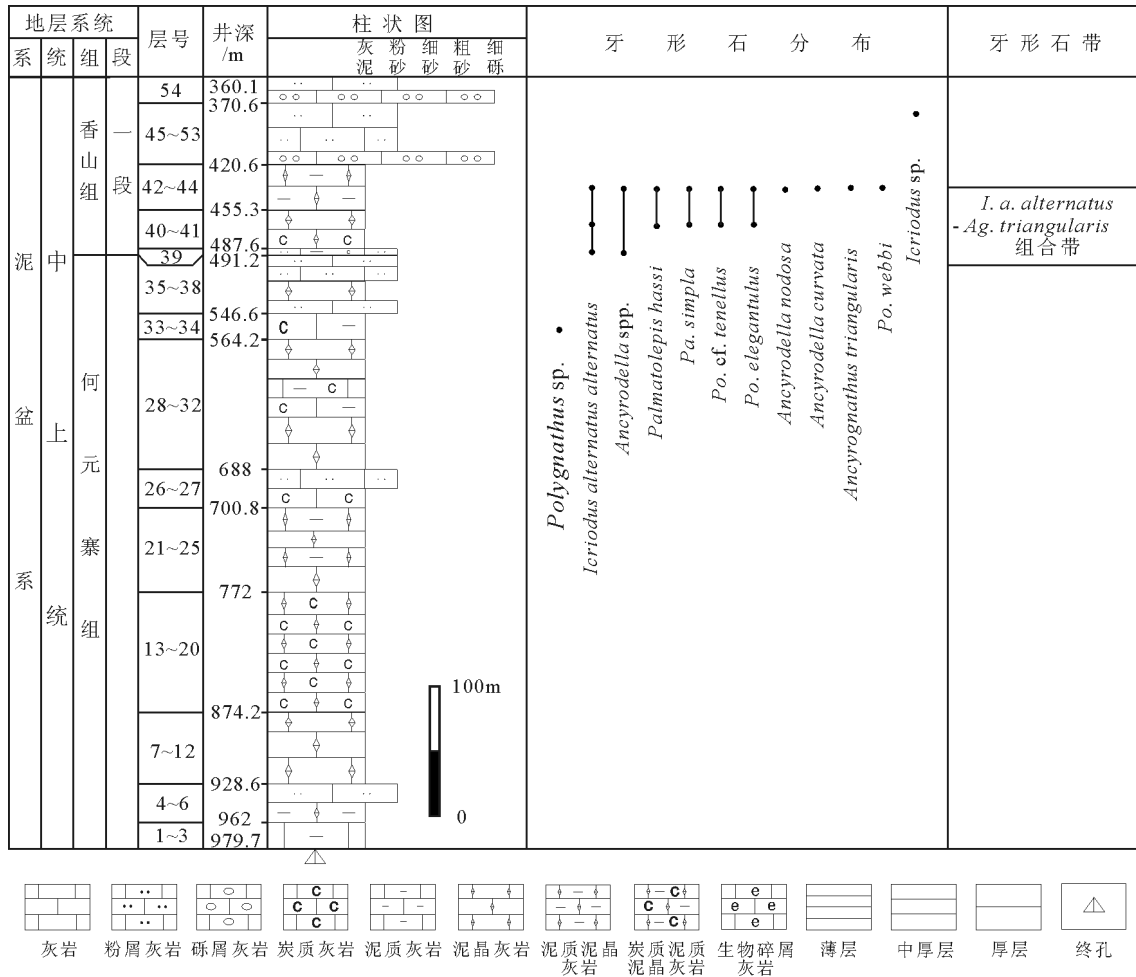 地层系统
层号
井深
/m
柱状图
牙形石分布
牙形石带
系
统
组
段
灰泥
粉砂
细砂
粗砂
细砾
泥盆系
中上统
香山组
一段
何元寨组
54
45~53
42~44
40~41
39
35~38
33~34
28~32
26~27
21~25
13~20
7~12
4~6
1~3
360.1
370.6
420.6
455.3
487.6
491.2
546.6
564.2
688
700.8
772
874.2
928.6
962
979.7
100m
0
Polygnathus sp.
Icriodus alternatus alternatus
Ancyrodella spp.
Palmatolepis hassi
Pa. simpla
Po. cf. tenellus
Po. elegantulus
Ancyrodella nodosa
Ancyrodella curvata
Ancyrognathus triangularis
Po. webbi
Icriodus sp.
I. a. alternatus
- Ag. triangularis
组合带
灰岩
粉屑灰岩
砾屑灰岩
炭质灰岩
泥质灰岩
泥晶灰岩
泥质泥晶
灰岩
炭质泥质
泥晶灰岩
生物碎屑
灰岩
薄层
中厚层
厚层
终孔